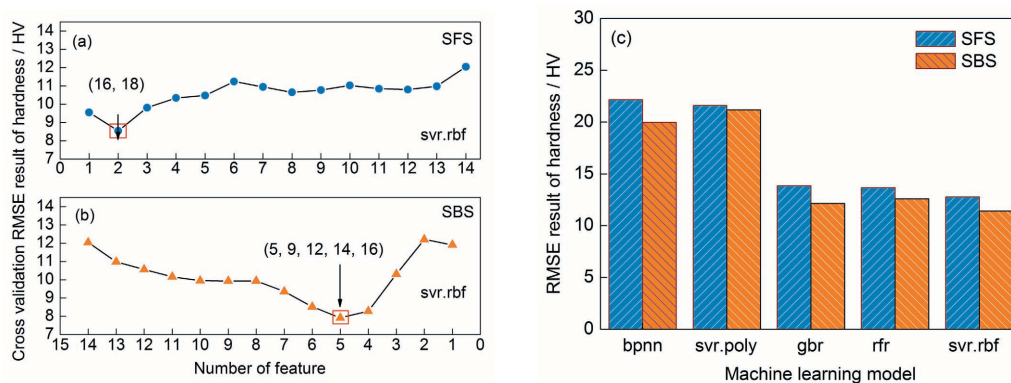 Cross validation RMSE result of hardness / HV
(a)
SFS
14
13
12
11
10
9
8
7
(16, 18)
svr.rbf
0 1 2 3 4 5 6 7 8 9 10 11 12 13 14
(b)
SBS
14
13
12
11
10
9
8
7
(5, 9, 12, 14, 16)
svr.rbf
15 14 13 12 11 10 9 8 7 6 5 4 3 2 1 0
Number of feature
RMSE result of hardness / HV
(c)
SFS
SBS
30
25
20
15
10
5
0
bpnn svr.poly gbr rfr svr.rbf
Machine learning model